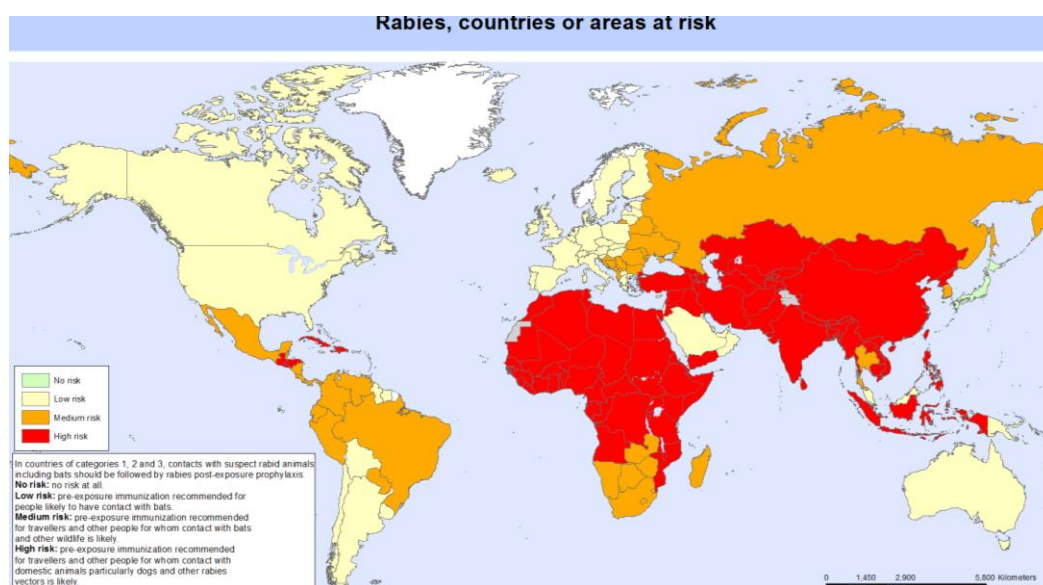 Rabies, countries or areas at risk
No risk
Low risk
Medium risk
High risk
In countries of categories 1, 2 and 3, contacts with suspect rabid animals
including bats should be followed by rabies post-exposure prophylaxis.
No risk: no risk at all.
Low risk: pre-exposure immunization recommended for
people likely to have contact with bats.
Medium risk: pre-exposure immunization recommended
for travellers and other people for whom contact with bats
and other wildlife is likely.
High risk: pre-exposure immunization recommended
for travellers and other people for whom contact with
domestic animals particularly dogs and other rabies
vectors is likely.
0 1,450 2,900 5,800 Kilometers